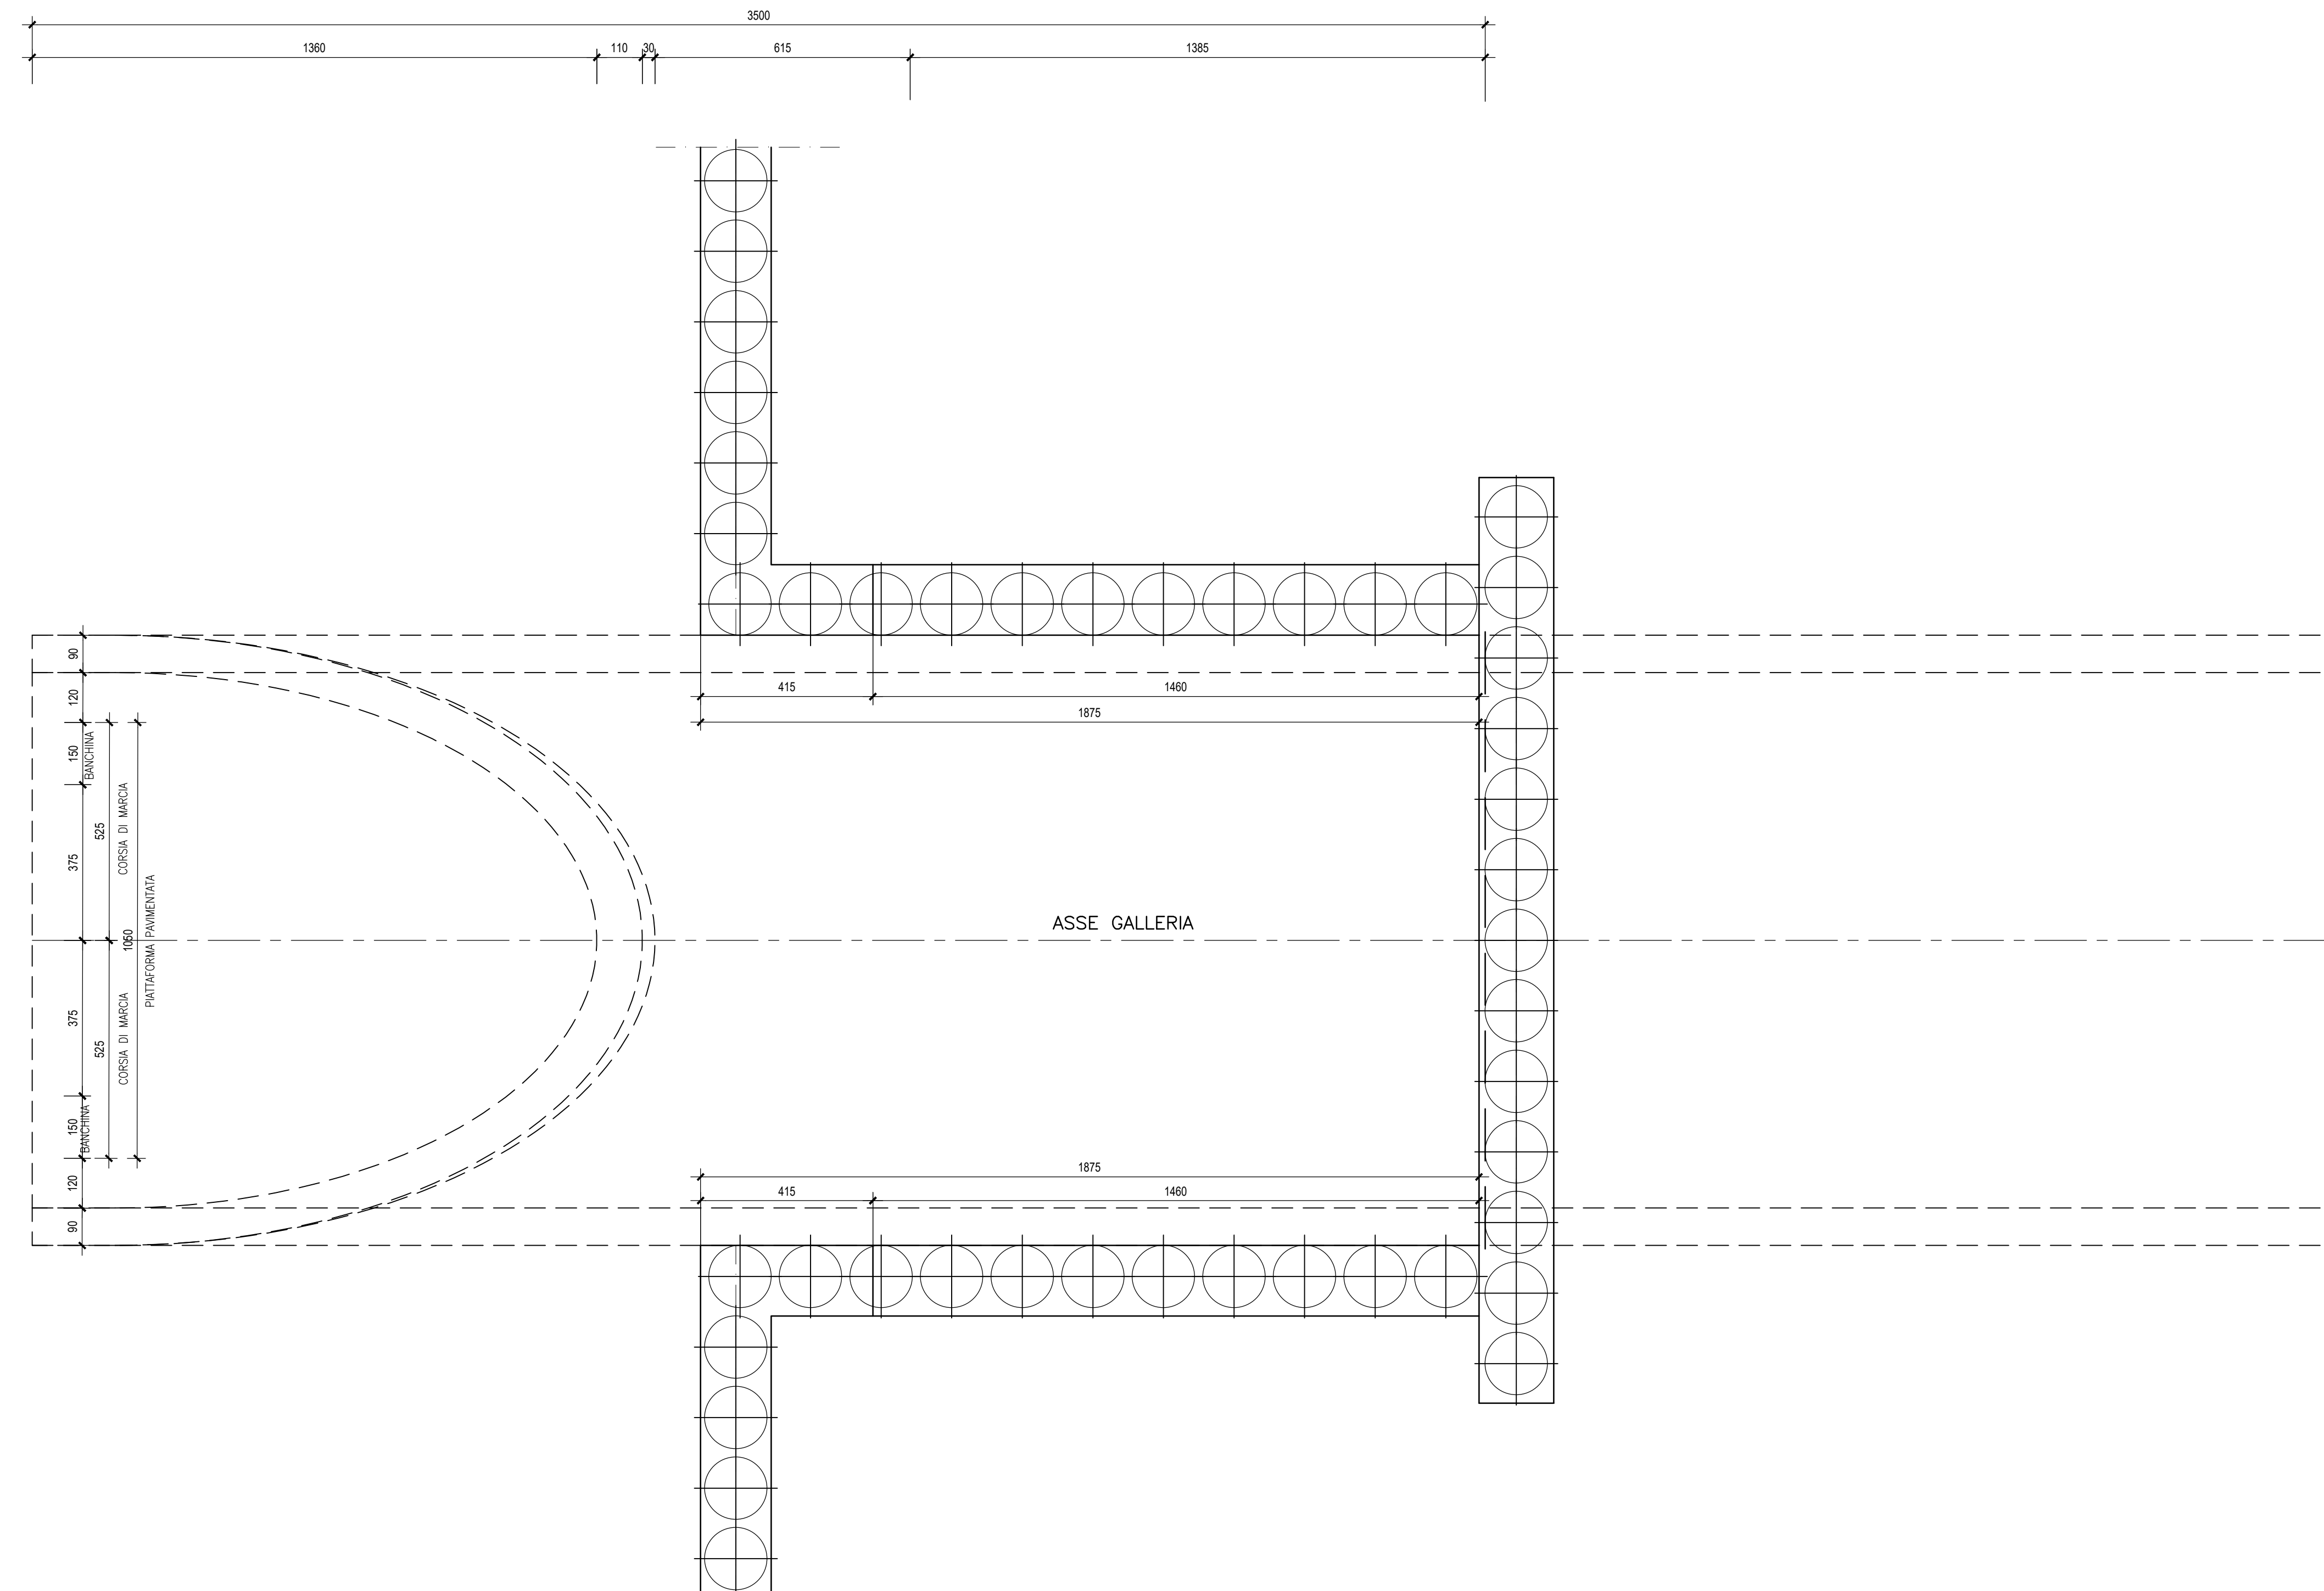 3500
1360 110 30 615 1385
90
120
150
BANCHINA
375
525
CORSIA DI MARCIA
1050
PIATTAFORMA PAVIMENTATA
375
525
CORSIA DI MARCIA
150
BANCHINA
120
90
415 1460
1875
ASSE GALLERIA
1875
415 1460